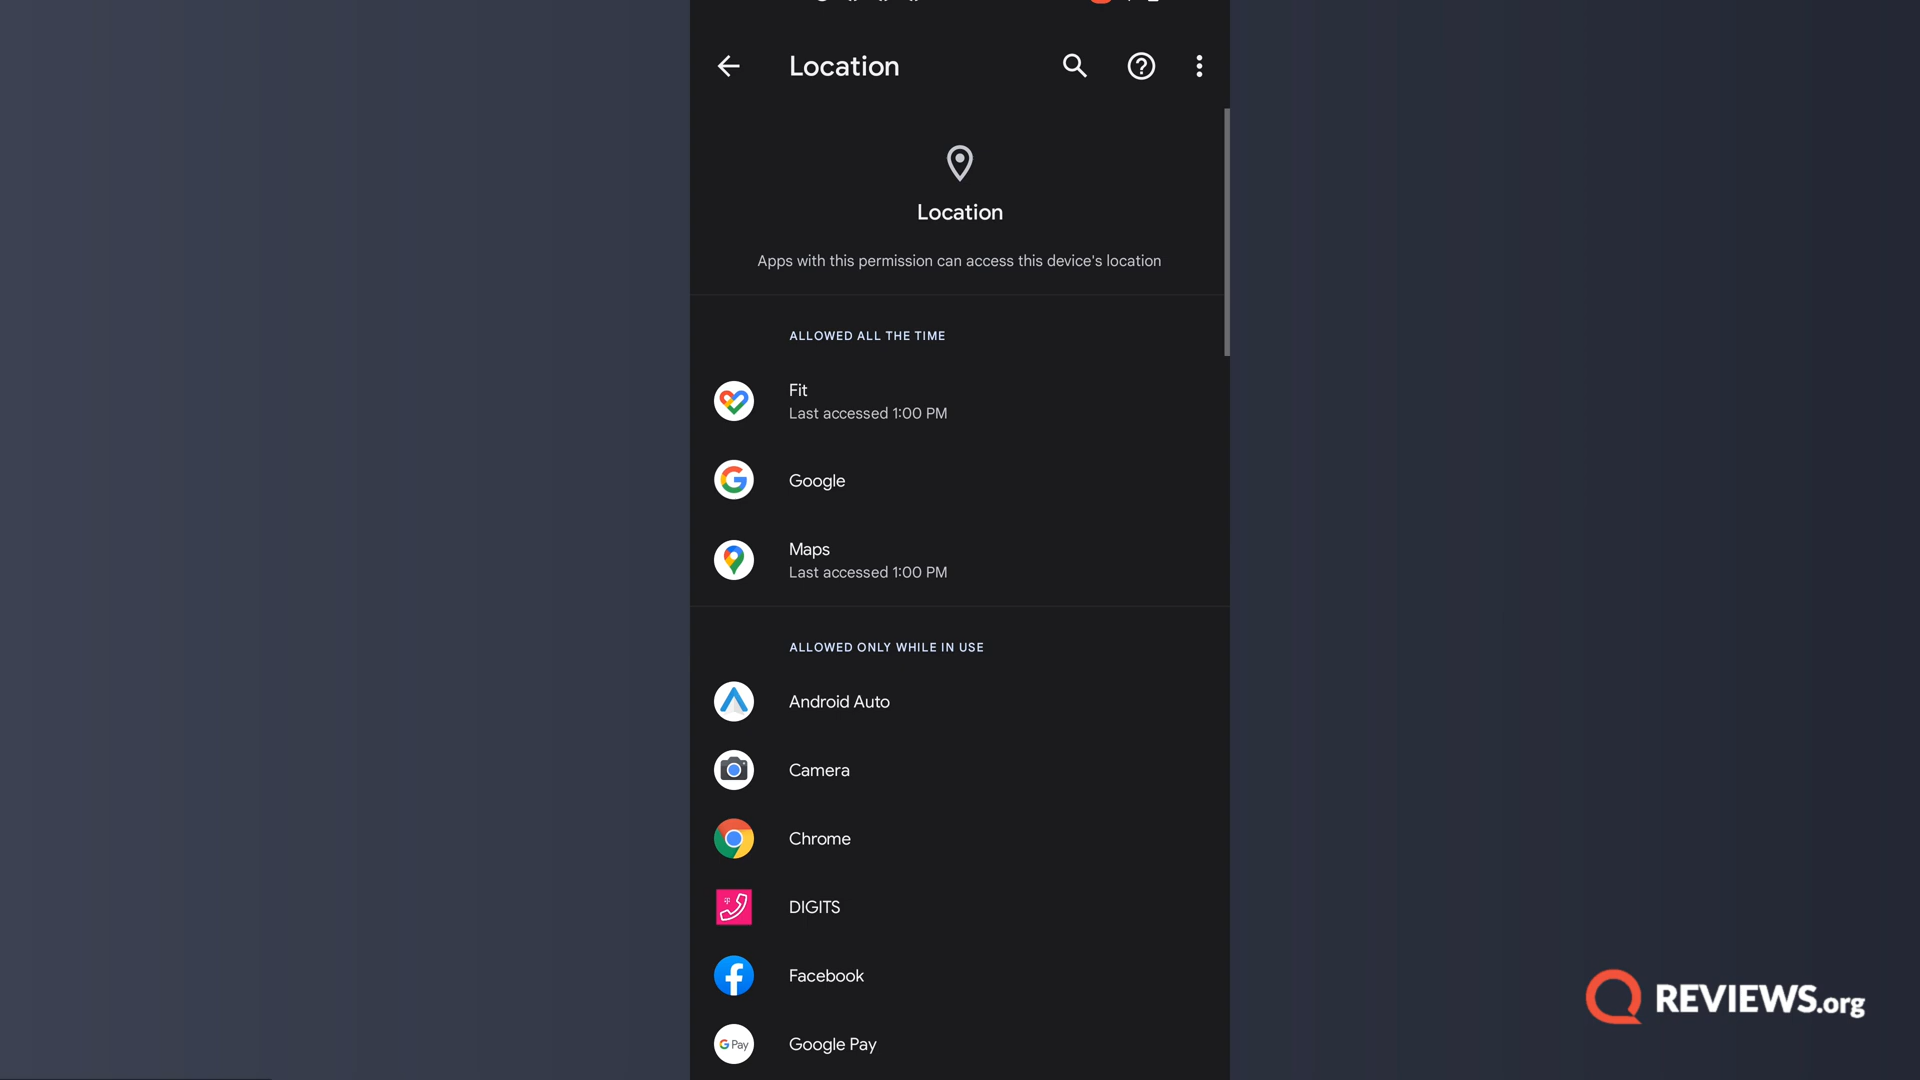 Location
Location
Apps with this permission can access this device's location
ALLOWED ALL THE TIME
Fit
Last accessed 1:00 PM
Google
Maps
Last accessed 1:00 PM
ALLOWED ONLY WHILE IN USE
Android Auto
Camera
Chrome
DIGITS
Facebook
G Pay
Google Pay
REVIEWS.org